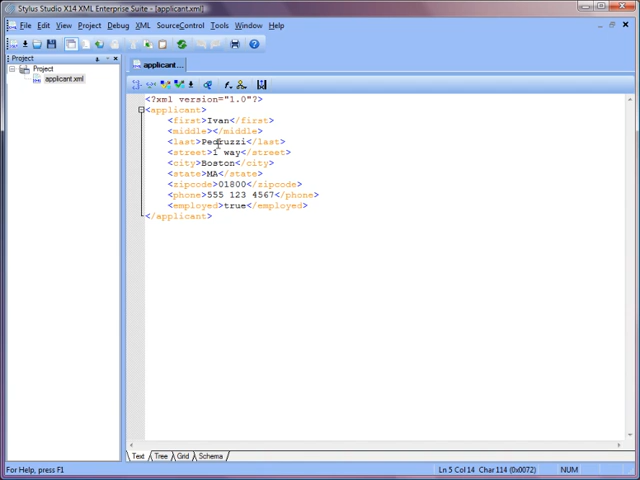 Stylus Studio X14 XML Enterprise Suite - [applicant.xml]
File Edit View Project Debug XML SourceControl Tools Window Help
Project
Project
applicant.xml
applicant...
<?xml version="1.0"?>
<applicant>
<first>Ivan</first>
<middle></middle>
<last>Pedruzzi</last>
<street>1 way</street>
<city>Boston</city>
<state>MA</state>
<zipcode>01800</zipcode>
<phone>555 123 4567</phone>
<employed>true</employed>
</applicant>
Text Tree Grid Schema
For Help, press F1 Ln 5 Col 14 Char 114 (0x0072) NUM